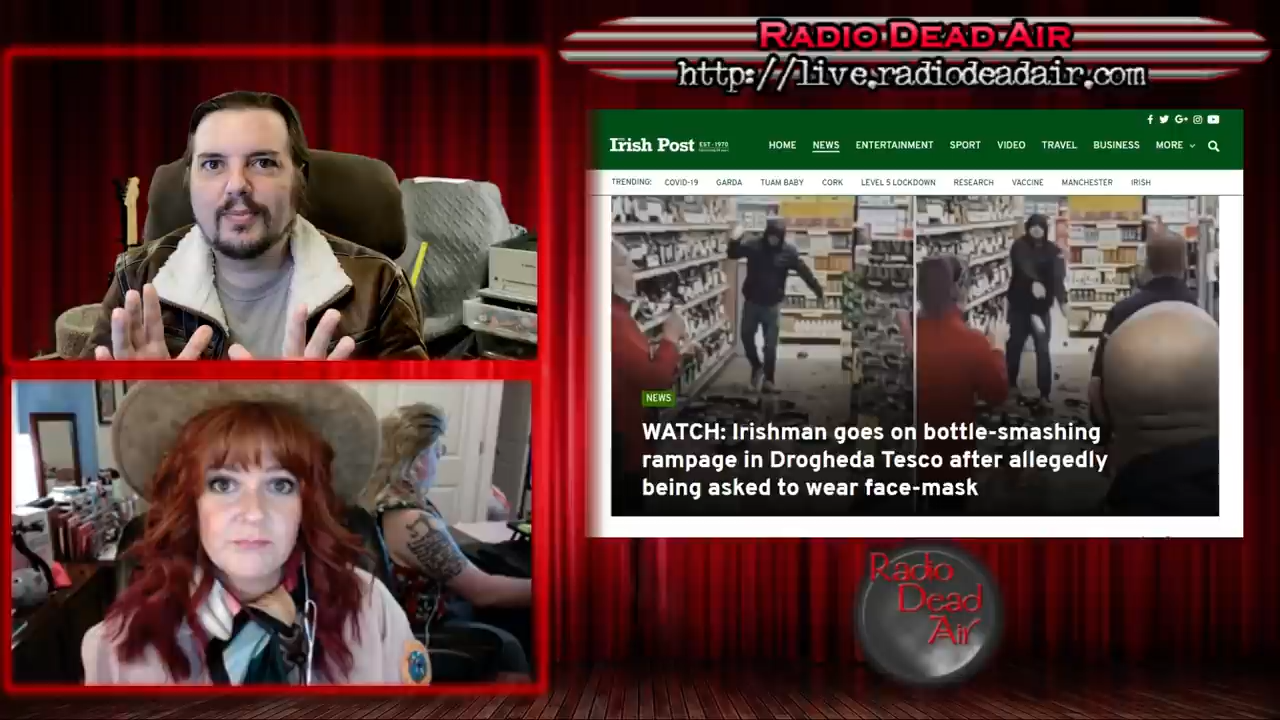 RADIO DEAD AIR
http://live.radiodeadair.com
Irish Post EST·1970
HOME NEWS ENTERTAINMENT SPORT VIDEO TRAVEL BUSINESS MORE
TRENDING: COVID-19 GARDA TUAM BABY CORK LEVEL 5 LOCKDOWN RESEARCH VACCINE MANCHESTER IRISH
NEWS
WATCH: Irishman goes on bottle-smashing
rampage in Drogheda Tesco after allegedly
being asked to wear face-mask
Radio
Dead
Air